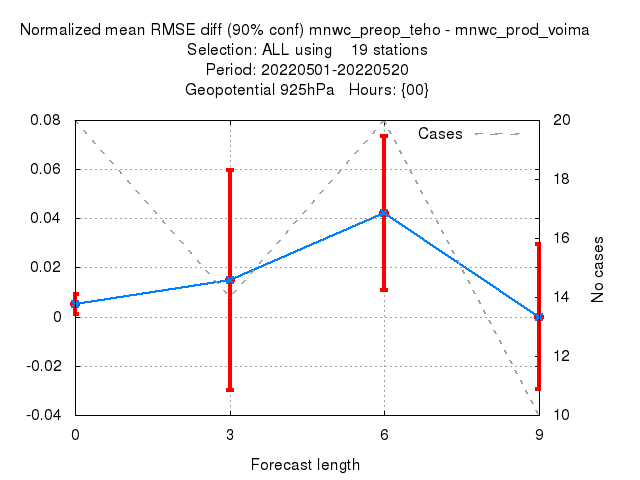 Normalized mean RMSE diff (90% conf) mnwc_preop_teho - mnwc_prod_voima
Selection: ALL using    19 stations
Period: 20220501-20220520
Geopotential 925hPa   Hours: {00}
Cases
0.08
0.06
0.04
0.02
0
-0.02
-0.04
20
18
16
14
12
10
No cases
0 3 6 9
Forecast length